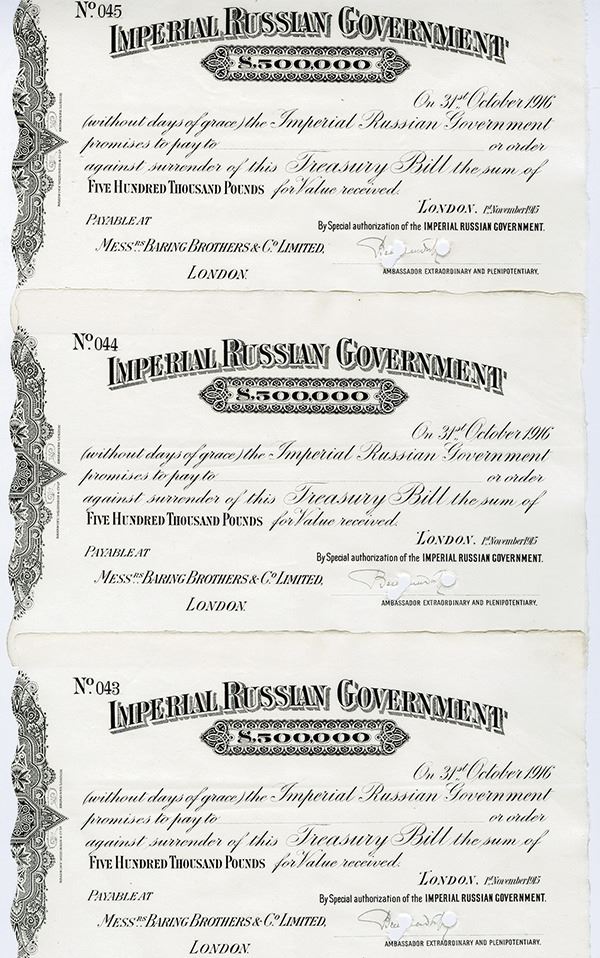 Nº 045
IMPERIAL RUSSIAN GOVERNMENT
£.500.000
On 31st October 1916
(without days of grace) the Imperial Russian Government
promises to pay to or order
against surrender of this Treasury Bill the sum of
FIVE HUNDRED THOUSAND POUNDS for Value received.
LONDON. 1st November 1915
PAYABLE AT
By Special authorization of the IMPERIAL RUSSIAN GOVERNMENT.
MESSRS BARING BROTHERS & Co LIMITED,
LONDON.
AMBASSADOR EXTRAORDINARY AND PLENIPOTENTIARY.
Nº 044
IMPERIAL RUSSIAN GOVERNMENT
£.500.000
On 31st October 1916
(without days of grace) the Imperial Russian Government
promises to pay to or order
against surrender of this Treasury Bill the sum of
FIVE HUNDRED THOUSAND POUNDS for Value received.
LONDON. 1st November 1915
PAYABLE AT
By Special authorization of the IMPERIAL RUSSIAN GOVERNMENT.
MESSRS BARING BROTHERS & Co LIMITED,
LONDON.
AMBASSADOR EXTRAORDINARY AND PLENIPOTENTIARY.
Nº 043
IMPERIAL RUSSIAN GOVERNMENT
£.500.000
On 31st October 1916
(without days of grace) the Imperial Russian Government
promises to pay to or order
against surrender of this Treasury Bill the sum of
FIVE HUNDRED THOUSAND POUNDS for Value received.
LONDON. 1st November 1915
PAYABLE AT
By Special authorization of the IMPERIAL RUSSIAN GOVERNMENT.
MESSRS BARING BROTHERS & Co LIMITED,
LONDON.
AMBASSADOR EXTRAORDINARY AND PLENIPOTENTIARY.